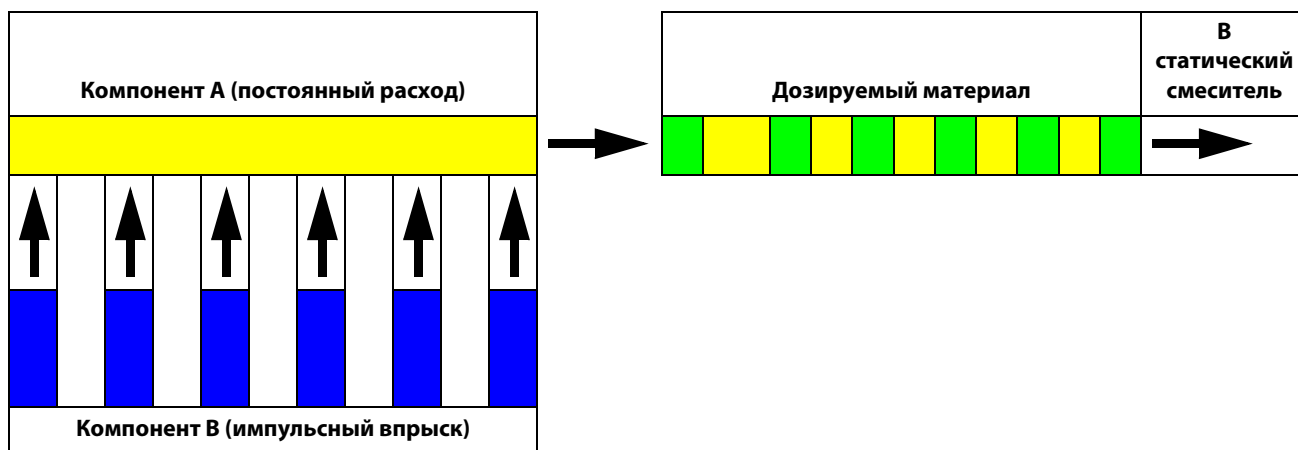 Компонент А (постоянный расход)
Дозируемый материал
В
статический
смеситель
Компонент В (импульсный впрыск)